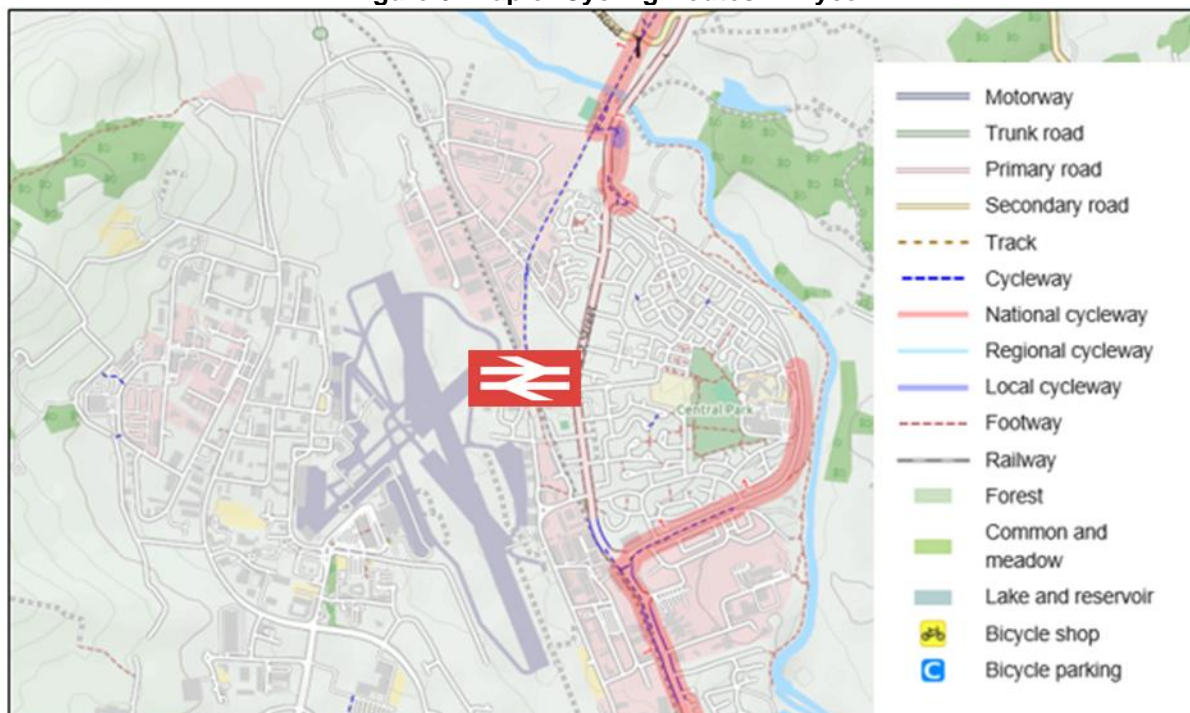 Central Park
Motorway
Trunk road
Primary road
Secondary road
Track
Cycleway
National cycleway
Regional cycleway
Local cycleway
Footway
Railway
Forest
Common and
meadow
Lake and reservoir
Bicycle shop
C
Bicycle parking